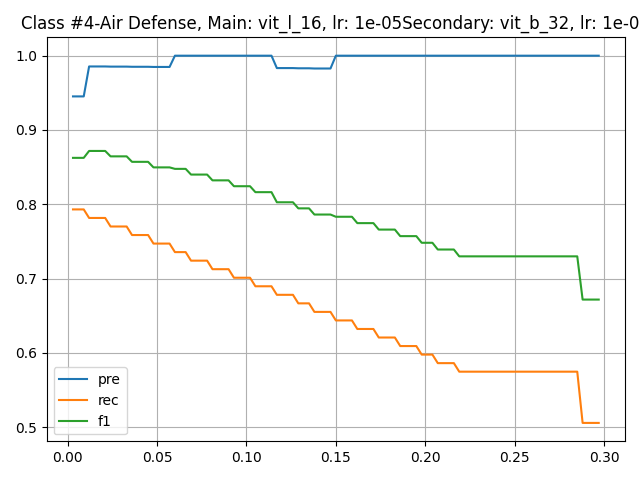 Class #4-Air Defense, Main: vit_l_16, lr: 1e-05Secondary: vit_b_32, lr: 1e-0
1.0
0.9
0.8
0.7
0.6
0.5
pre
rec
f1
0.00 0.05 0.10 0.15 0.20 0.25 0.30